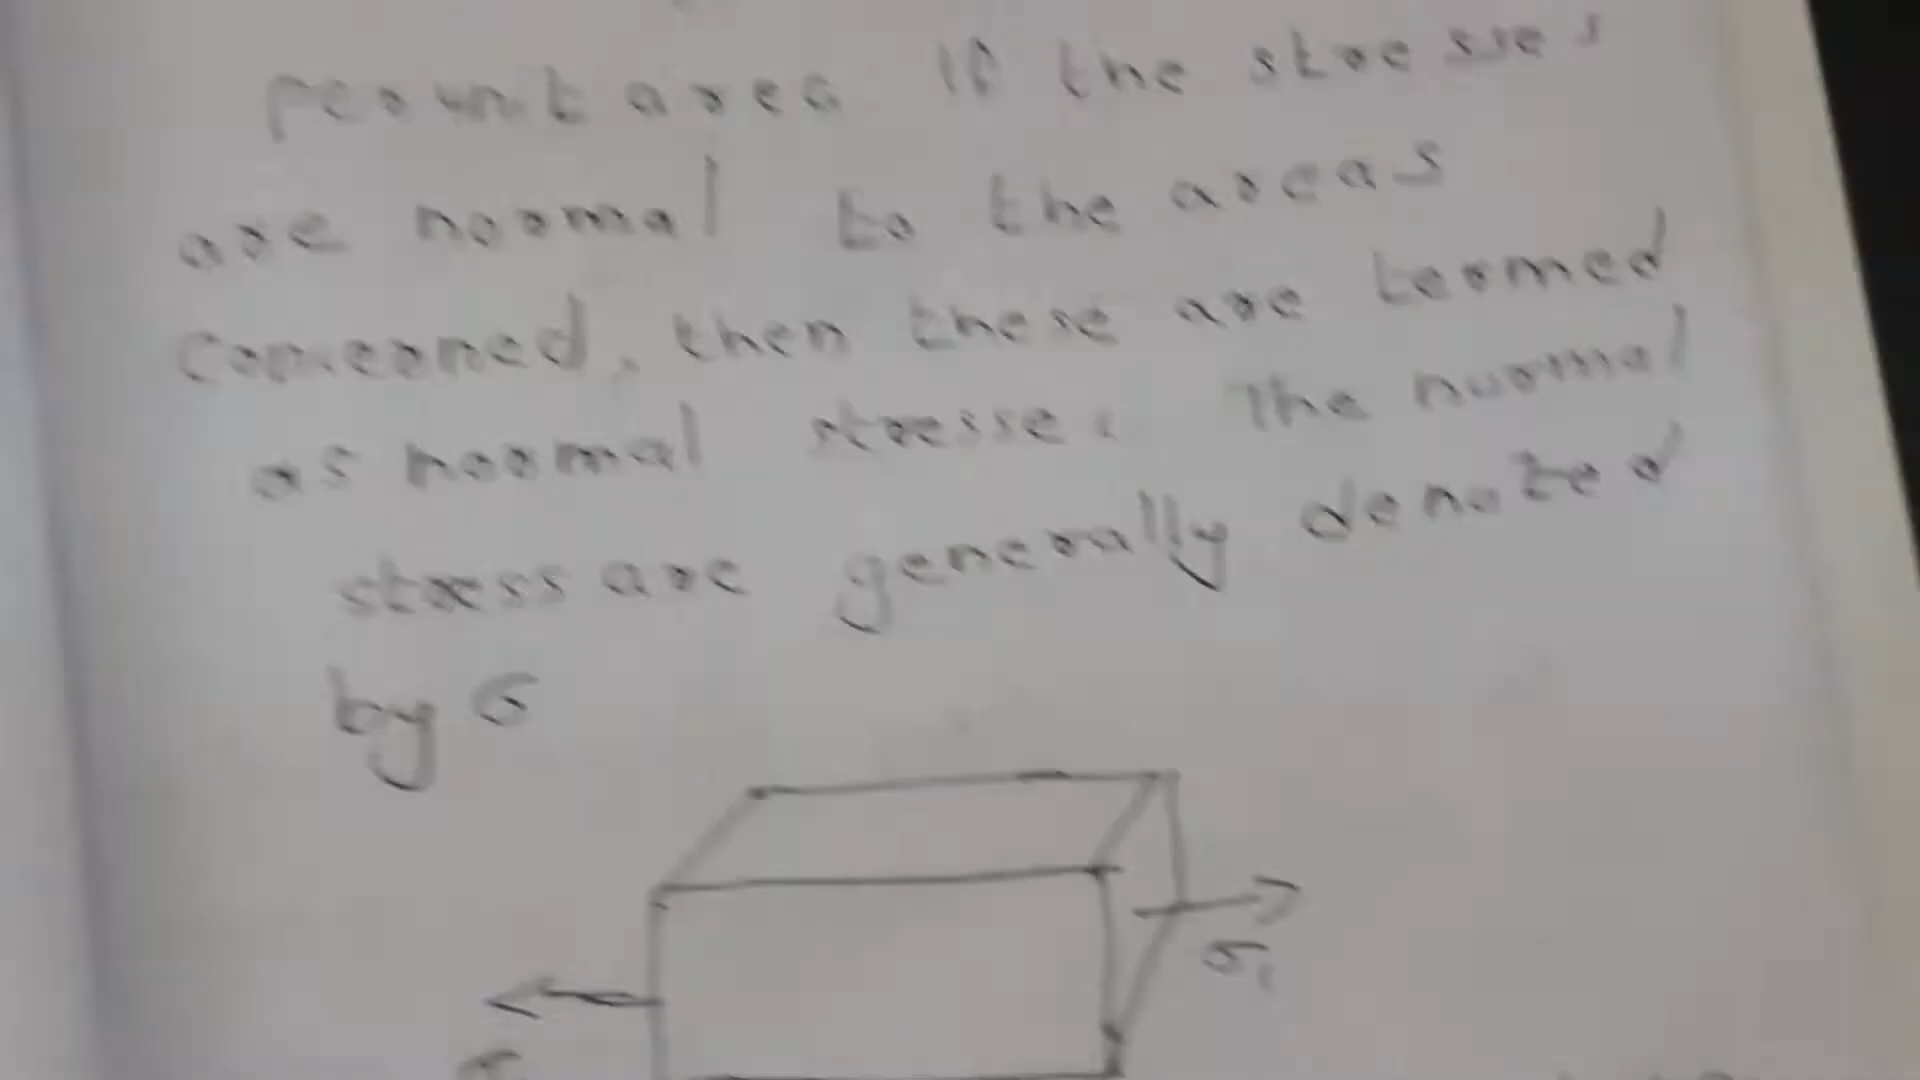 per unit area If the stresses
are normal to the areas
concerned, then these are termed
as normal stresses The normal
stress are generally denoted
by σ
σ₁